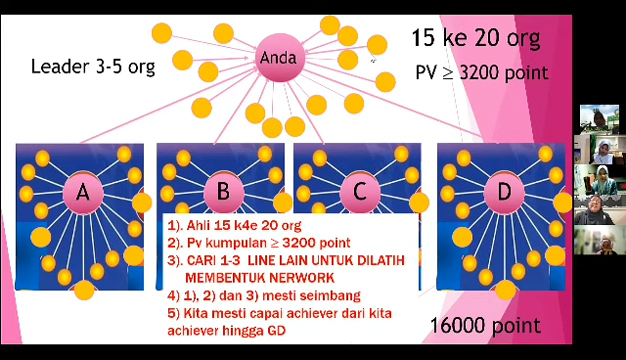 15 ke 20 org
Anda
Leader 3-5 org
PV ≥ 3200 point
A
B
C
D
1). Ahli 15 k4e 20 org
2). Pv kumpulan ≥ 3200 point
3). CARI 1-3 LINE LAIN UNTUK DILATIH
MEMBENTUK NERWORK
4) 1), 2) dan 3) mesti seimbang
5) Kita mesti capai achiever dari kita
achiever hingga GD
16000 point